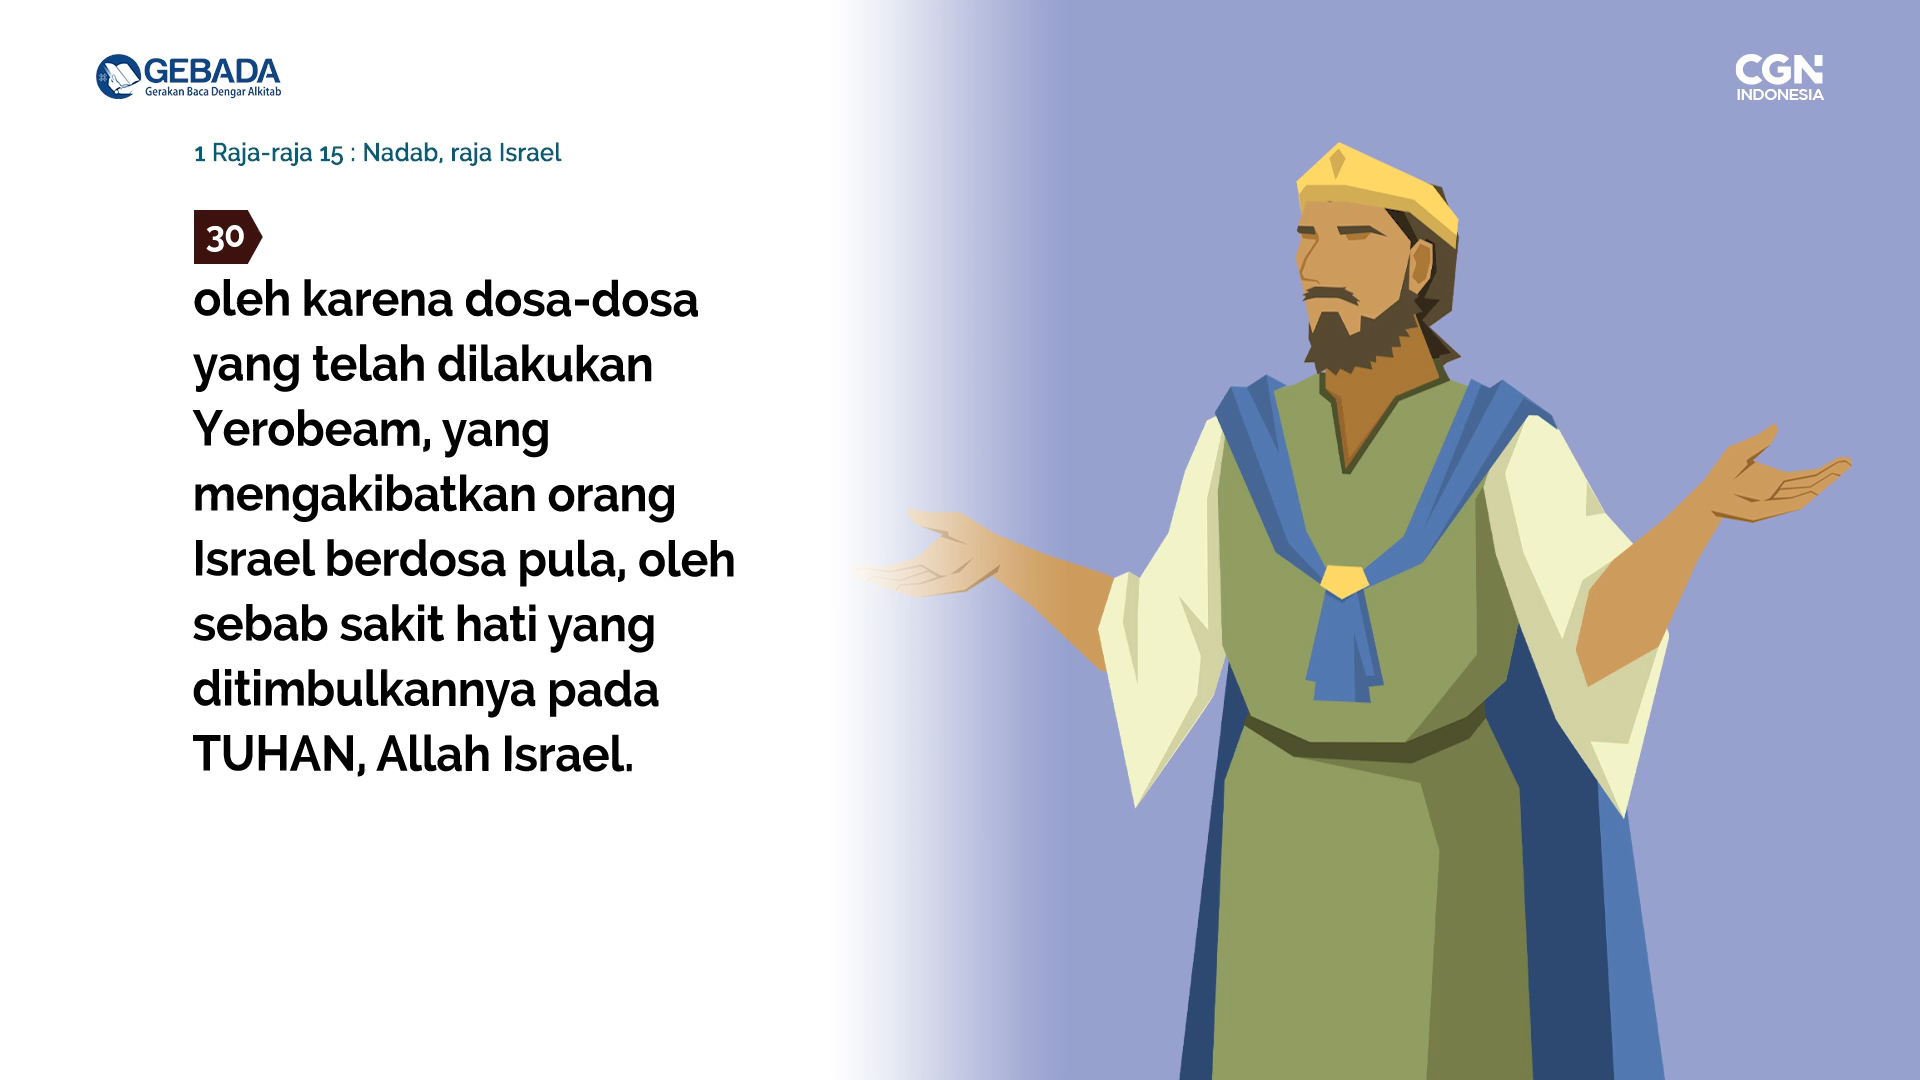 GEBADA
Gerakan Baca Dengar Alkitab
CGN
INDONESIA
1 Raja-raja 15 : Nadab, raja Israel
30
oleh karena dosa-dosa
yang telah dilakukan
Yerobeam, yang
mengakibatkan orang
Israel berdosa pula, oleh
sebab sakit hati yang
ditimbulkannya pada
TUHAN, Allah Israel.